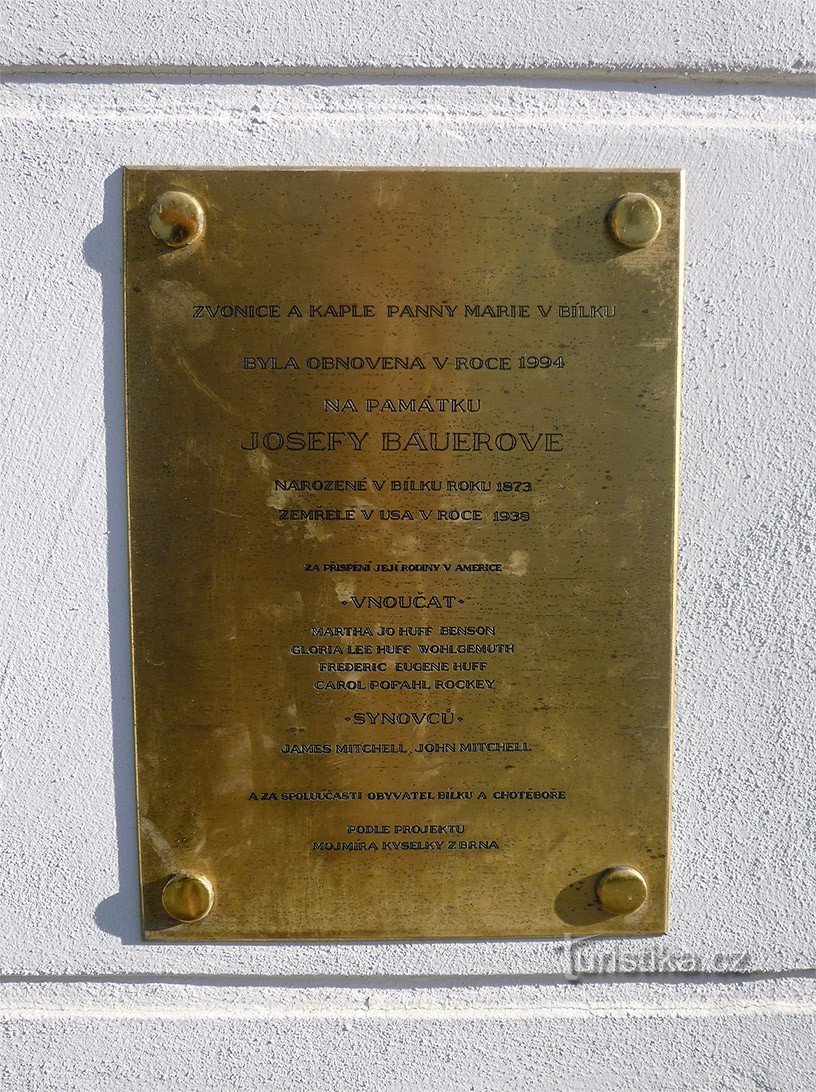 ZVONICE A KAPLE PANNY MARIE V BÍLKU
BYLA OBNOVENA V ROCE 1994
NA PAMÁTKU
JOSEFY BAUEROVE
NAROZENÉ V BÍLKU ROKU 1873
ZEMŘELÉ V USA V ROCE 1938
ZA PŘISPĚNÍ JEJÍ RODINY V AMERICE
·VNOUČAT·
MARTHA JO HUFF BENSON
GLORIA LEE HUFF WOHLGEMUTH
FREDERIC EUGENE HUFF
CAROL POFAHL ROCKEY
·SYNOVCŮ·
JAMES MITCHELL, JOHN MITCHELL
A ZA SPOLUÚČASTI OBYVATEL BÍLKU A CHOTĚBOŘE
PODLE PROJEKTU
MOJMÍRA KYSELKY Z BRNA
turistika.cz